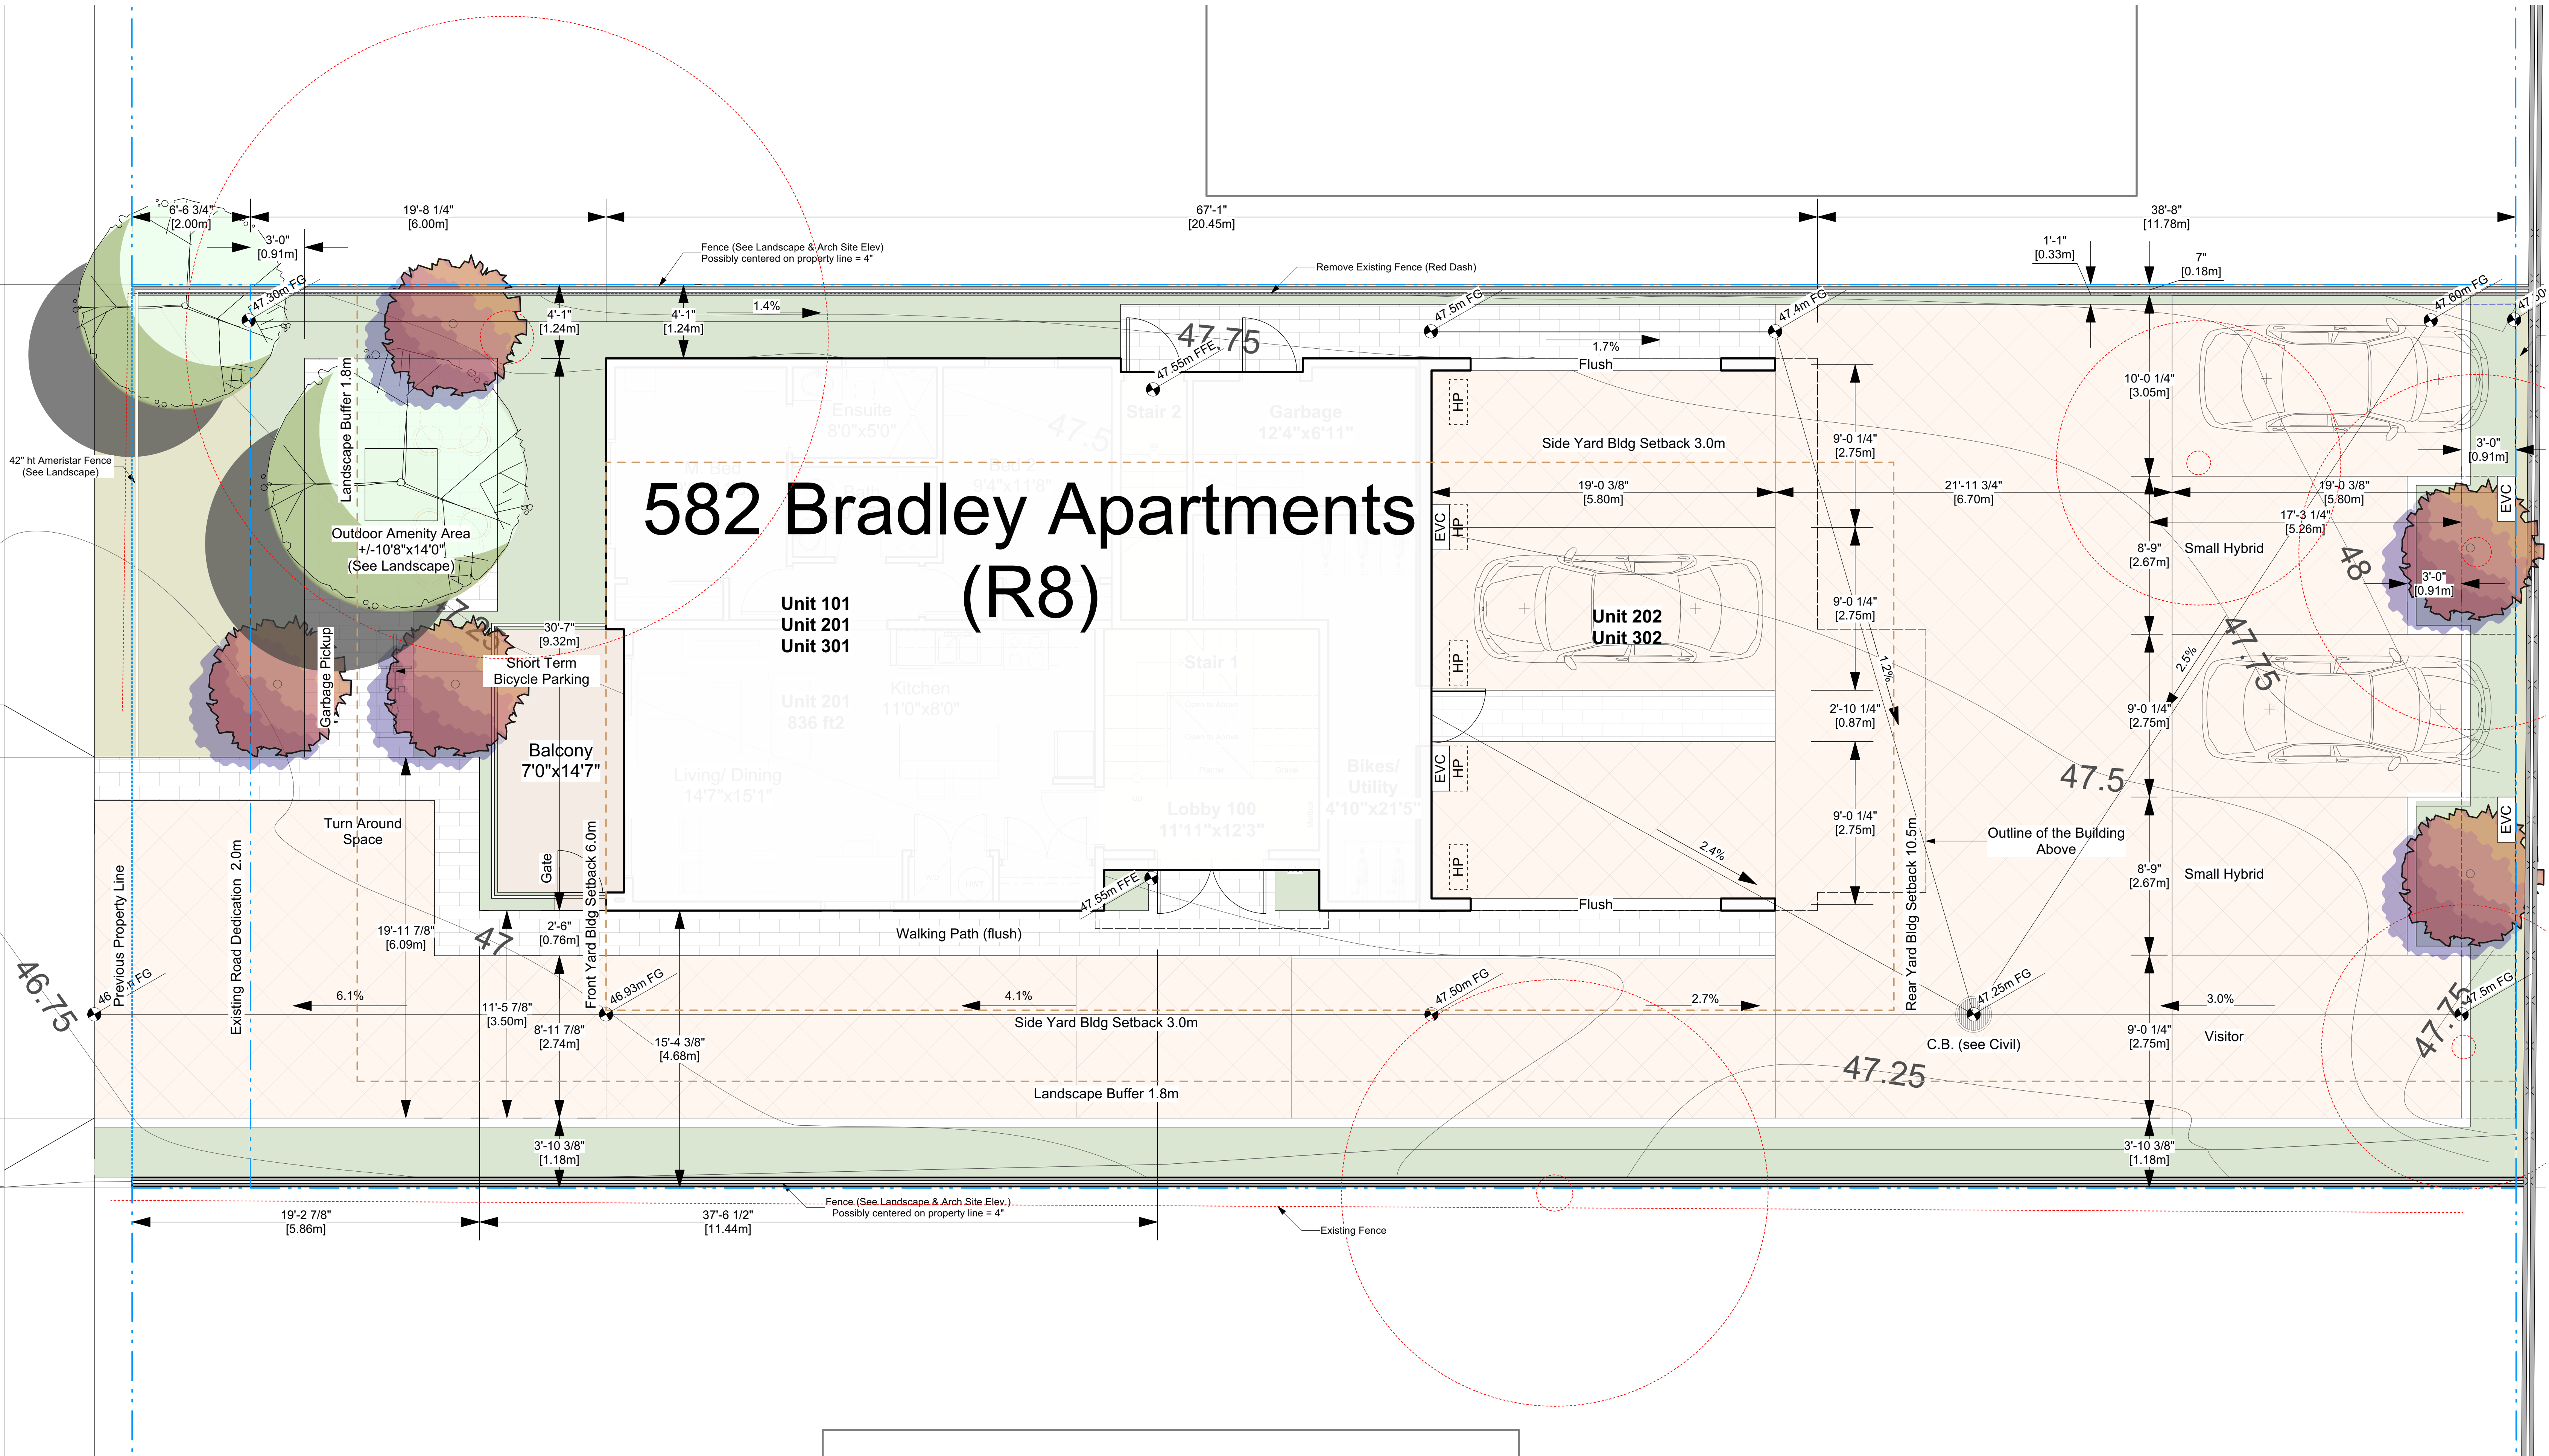 6'-6 3/4"
[2.00m]
19'-8 1/4"
[6.00m]
67'-1"
[20.45m]
38'-8"
[11.78m]
3'-0"
[0.91m]
Fence (See Landscape & Arch Site Elev)
Possibly centered on property line = 4"
Remove Existing Fence (Red Dash)
1'-1"
[0.33m]
7"
[0.18m]
47.30m FG
4'-1"
[1.24m]
4'-1"
[1.24m]
1.4%
47.75
47.55m FFE
47.5m FG
47.4m FG
1.7%
Flush
47.60m FG
Landscape Buffer 1.8m
Ensuite
8'0"x5'0"
Stair 2
Garbage
12'4"x6'11"
47.5
HP
10'-0 1/4"
[3.05m]
Side Yard Bldg Setback 3.0m
9'-0 1/4"
[2.75m]
3'-0"
[0.91m]
42" ht Ameristar Fence
(See Landscape)
M. Bed
Bed 2
9'4"x11'8"
582 Bradley Apartments
(R8)
19'-0 3/8"
[5.80m]
21'-11 3/4"
[6.70m]
19'-0 3/8"
[5.80m]
17'-3 1/4"
[5.26m]
EVC
HP
EVC
Outdoor Amenity Area
+/-10'8"x14'0"
(See Landscape)
8'-9"
[2.67m]
Small Hybrid
48
3'-0"
[0.91m]
Unit 101
Unit 201
Unit 301
9'-0 1/4"
[2.75m]
Unit 202
Unit 302
47.25
30'-7"
[9.32m]
Short Term
Bicycle Parking
Garbage Pickup
Stair 1
HP
1.2%
2.5%
47.75
Unit 201
836 ft2
Kitchen
11'0"x8'0"
Open to Above
Open to Above
2'-10 1/4"
[0.87m]
9'-0 1/4"
[2.75m]
Balcony
7'0"x14'7"
Living/ Dining
14'7"x15'1"
Bikes/
Utility
4'10"x21'5"
EVC
HP
47.5
Turn Around
Space
Lobby 100
11'11"x12'3"
9'-0 1/4"
[2.75m]
Outline of the Building
Above
EVC
Previous Property Line
Existing Road Dedication 2.0m
Gate
Front Yard Bldg Setback 6.0m
47.55m FFE
HP
2.4%
Rear Yard Bldg Setback 10.5m
8'-9"
[2.67m]
Small Hybrid
Flush
19'-11 7/8"
[6.09m]
47
2'-6"
[0.76m]
Walking Path (flush)
46.75
6.1%
11'-5 7/8"
[3.50m]
46.93m FG
4.1%
Side Yard Bldg Setback 3.0m
47.50m FG
2.7%
47.25m FG
C.B. (see Civil)
3.0%
47.5m FG
47.75
8'-11 7/8"
[2.74m]
15'-4 3/8"
[4.68m]
9'-0 1/4"
[2.75m]
Visitor
47.25
Landscape Buffer 1.8m
3'-10 3/8"
[1.18m]
3'-10 3/8"
[1.18m]
Fence (See Landscape & Arch Site Elev.)
Possibly centered on property line = 4"
19'-2 7/8"
[5.86m]
37'-6 1/2"
[11.44m]
Existing Fence